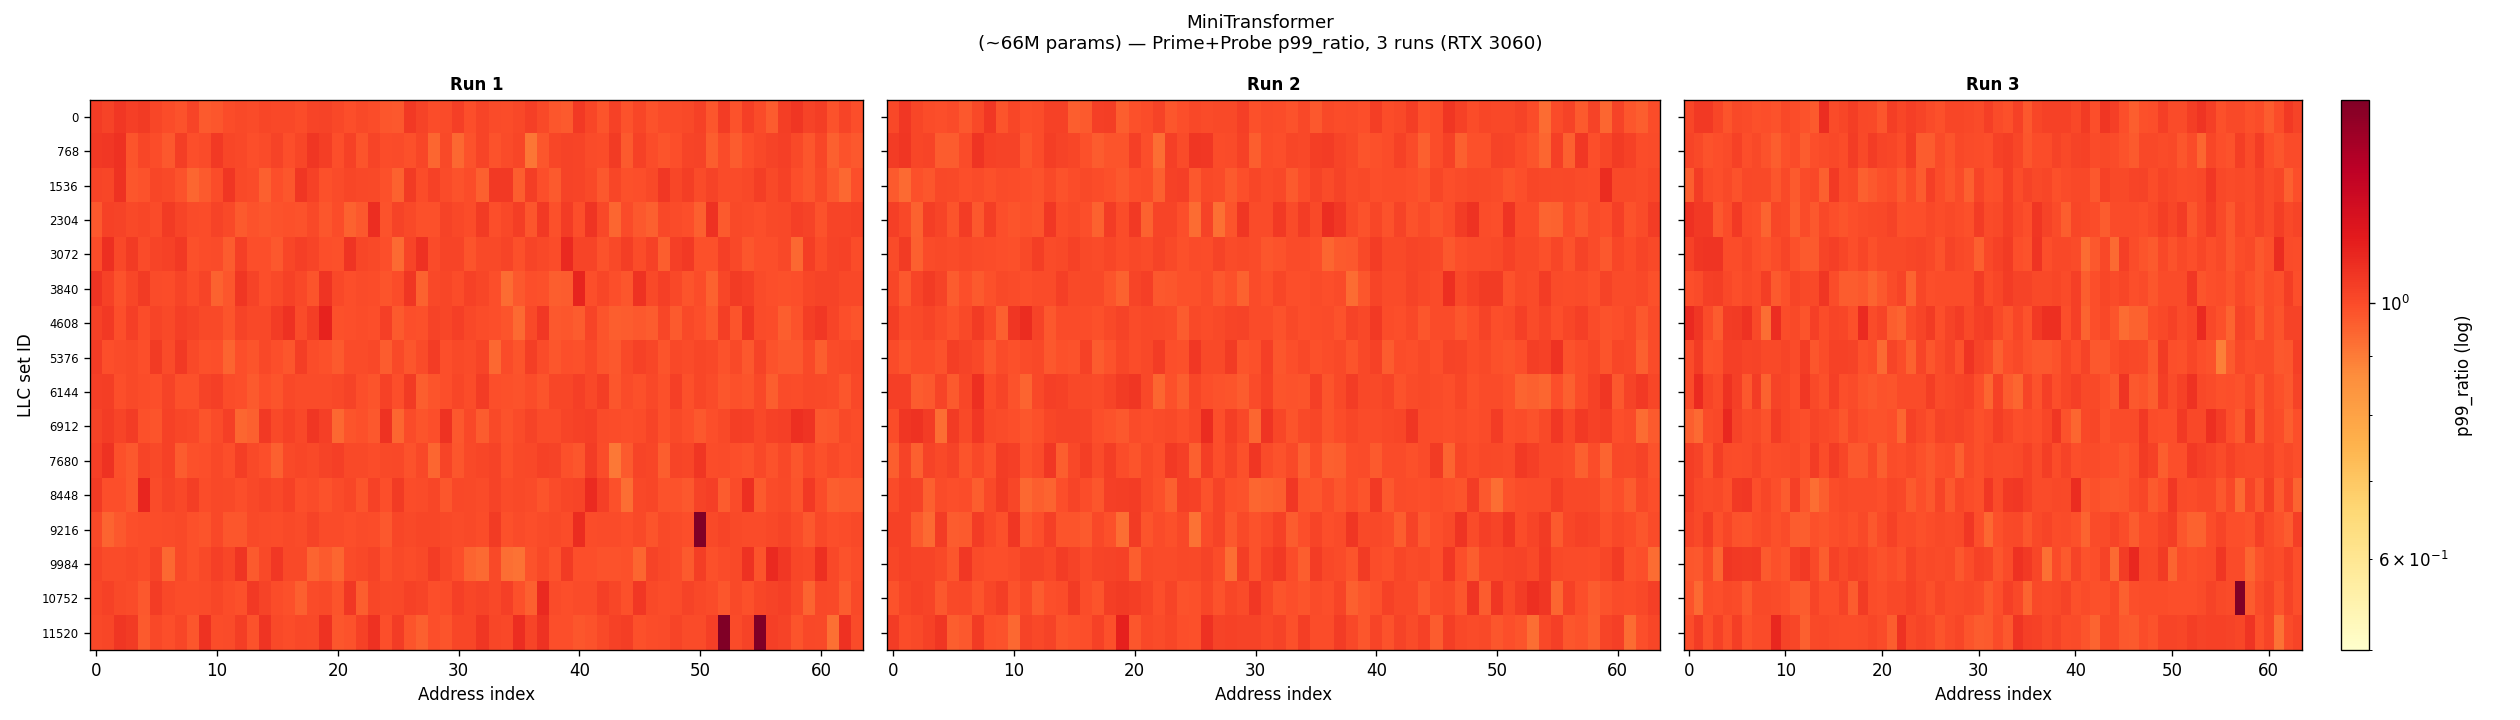 MiniTransformer
(~66M params) — Prime+Probe p99_ratio, 3 runs (RTX 3060)
Run 1
Run 2
Run 3
LLC set ID
0
768
1536
2304
3072
3840
4608
5376
6144
6912
7680
8448
9216
9984
10752
11520
0 10 20 30 40 50 60
Address index
0 10 20 30 40 50 60
Address index
0 10 20 30 40 50 60
Address index
10⁰
6 × 10⁻¹
p99_ratio (log)